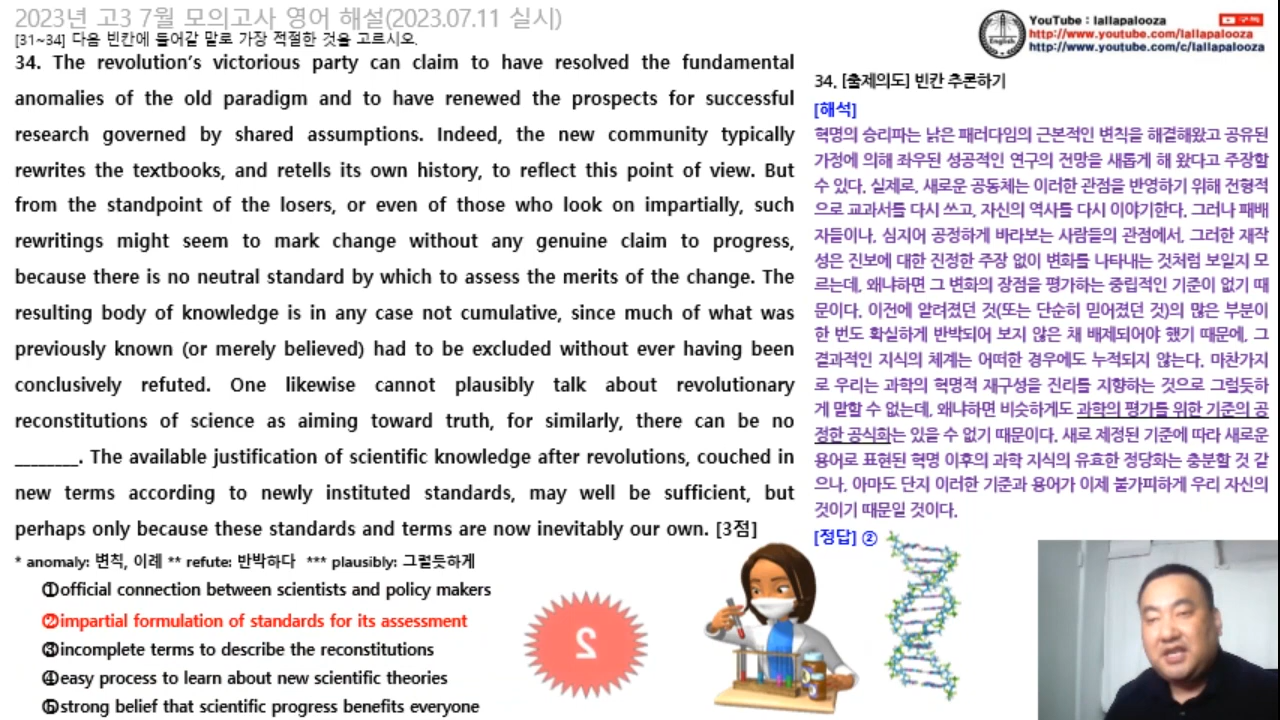 2023년 고3 7월 모의고사 영어 해설(2023.07.11 실시)
[31~34] 다음 빈칸에 들어갈 말로 가장 적절한 것을 고르시오.
34. The revolution's victorious party can claim to have resolved the fundamental
anomalies of the old paradigm and to have renewed the prospects for successful
research governed by shared assumptions. Indeed, the new community typically
rewrites the textbooks, and retells its own history, to reflect this point of view. But
from the standpoint of the losers, or even of those who look on impartially, such
rewritings might seem to mark change without any genuine claim to progress,
because there is no neutral standard by which to assess the merits of the change. The
resulting body of knowledge is in any case not cumulative, since much of what was
previously known (or merely believed) had to be excluded without ever having been
conclusively refuted. One likewise cannot plausibly talk about revolutionary
reconstitutions of science as aiming toward truth, for similarly, there can be no
________. The available justification of scientific knowledge after revolutions, couched in
new terms according to newly instituted standards, may well be sufficient, but
perhaps only because these standards and terms are now inevitably our own. [3점]
* anomaly: 변칙, 이례 ** refute: 반박하다 *** plausibly: 그럴듯하게
①official connection between scientists and policy makers
②impartial formulation of standards for its assessment
③incomplete terms to describe the reconstitutions
④easy process to learn about new scientific theories
⑤strong belief that scientific progress benefits everyone
2
English
YouTube : lallapalooza
구독
http://www.youtube.com/lallapalooza
http://www.youtube.com/c/lallapalooza
34. [출제의도] 빈칸 추론하기
[해석]
혁명의 승리파는 낡은 패러다임의 근본적인 변칙을 해결해왔고 공유된
가정에 의해 좌우된 성공적인 연구의 전망을 새롭게 해 왔다고 주장할
수 있다. 실제로, 새로운 공동체는 이러한 관점을 반영하기 위해 전형적
으로 교과서를 다시 쓰고, 자신의 역사를 다시 이야기한다. 그러나 패배
자들이나, 심지어 공정하게 바라보는 사람들의 관점에서, 그러한 재작
성은 진보에 대한 진정한 주장 없이 변화를 나타내는 것처럼 보일지 모
르는데, 왜냐하면 그 변화의 장점을 평가하는 중립적인 기준이 없기 때
문이다. 이전에 알려졌던 것(또는 단순히 믿어졌던 것)의 많은 부분이
한 번도 확실하게 반박되어 보지 않은 채 배제되어야 했기 때문에, 그
결과적인 지식의 체계는 어떠한 경우에도 누적되지 않는다. 마찬가지
로 우리는 과학의 혁명적 재구성을 진리를 지향하는 것으로 그럴듯하
게 말할 수 없는데, 왜냐하면 비슷하게도 과학의 평가를 위한 기준의 공
정한 공식화는 있을 수 없기 때문이다. 새로 제정된 기준에 따라 새로운
용어로 표현된 혁명 이후의 과학 지식의 유효한 정당화는 충분할 것 같
으나, 아마도 단지 이러한 기준과 용어가 이제 불가피하게 우리 자신의
것이기 때문일 것이다.
[정답] ②